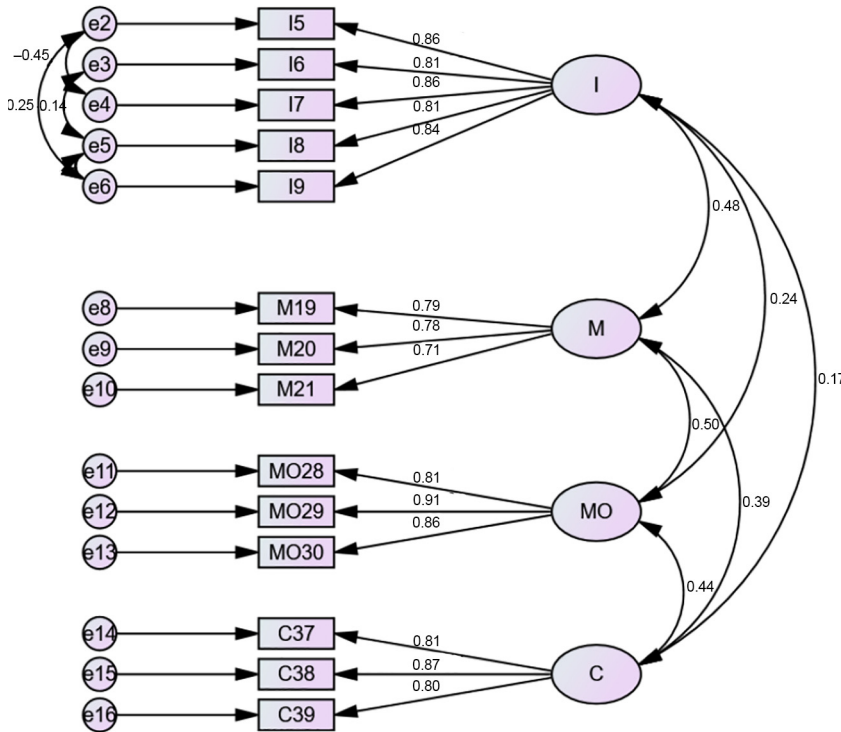 e2 I5
e3 I6
e4 I7
e5 I8
e6 I9
–0.45
0.25 0.14
0.86
0.81
0.86
0.81
0.84
I
0.48
0.24
0.17
e8 M19
e9 M20
e10 M21
0.79
0.78
0.71
M
0.50
0.39
e11 MO28
e12 MO29
e13 MO30
0.81
0.91
0.86
MO
0.44
e14 C37
e15 C38
e16 C39
0.81
0.87
0.80
C